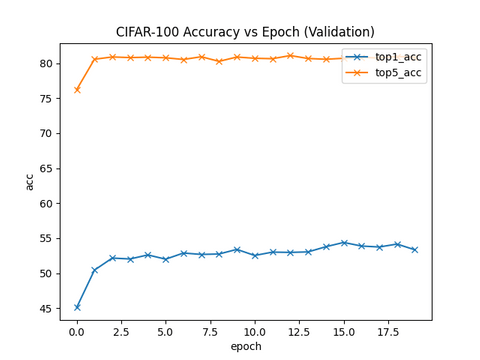 CIFAR-100 Accuracy vs Epoch (Validation)
top1_acc
top5_acc
acc
80
75
70
65
60
55
50
45
0.0 2.5 5.0 7.5 10.0 12.5 15.0 17.5
epoch